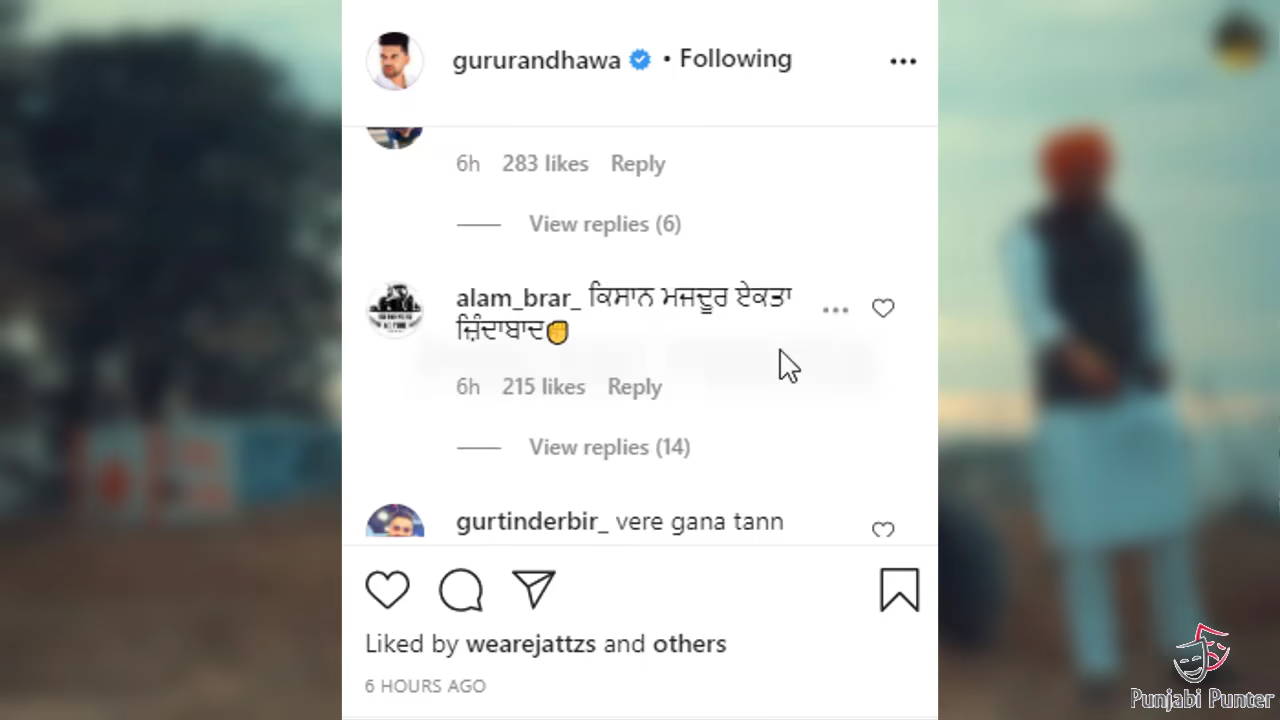 gururandhawa • Following
6h 283 likes Reply
View replies (6)
alam_brar_ ਕਿਸਾਨ ਮਜਦੂਰ ਏਕਤਾ
ਜ਼ਿੰਦਾਬਾਦ✊
6h 215 likes Reply
View replies (14)
gurtinderbir_ vere gana tann
Liked by wearejattzs and others
6 HOURS AGO
Punjabi Punter